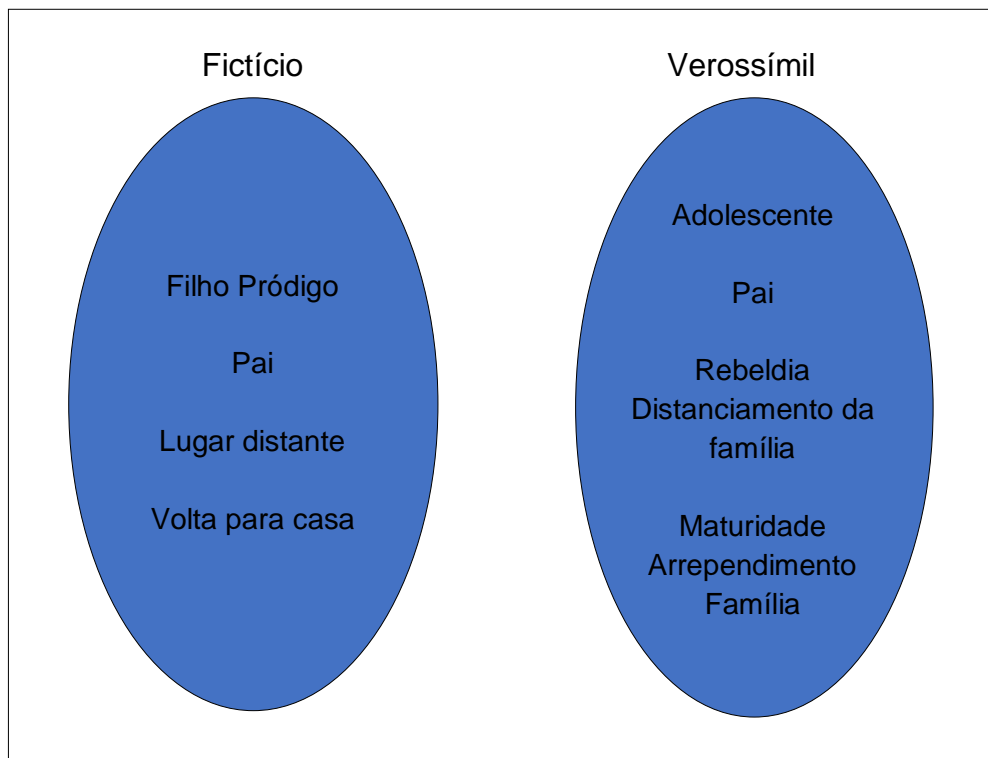 Fictício
Filho Pródigo
Pai
Lugar distante
Volta para casa
Verossímil
Adolescente
Pai
Rebeldia
Distanciamento da
família
Maturidade
Arrependimento
Família